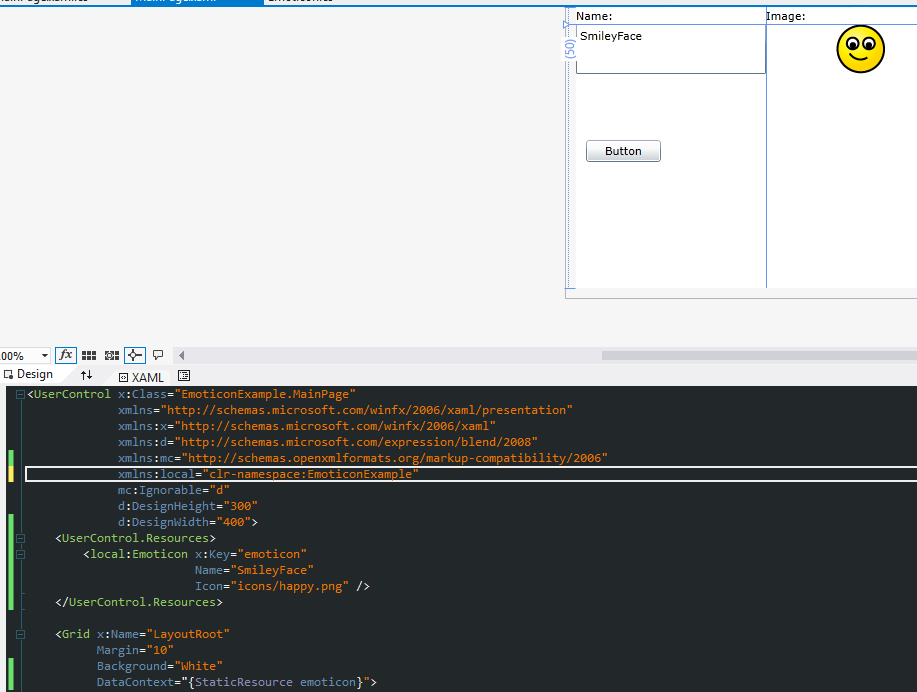 Name:
Image:
SmileyFace
(50)
Button
00%
fx
Design
XAML
<UserControl x:Class="EmoticonExample.MainPage"
xmlns="http://schemas.microsoft.com/winfx/2006/xaml/presentation"
xmlns:x="http://schemas.microsoft.com/winfx/2006/xaml"
xmlns:d="http://schemas.microsoft.com/expression/blend/2008"
xmlns:mc="http://schemas.openxmlformats.org/markup-compatibility/2006"
xmlns:local="clr-namespace:EmoticonExample"
mc:Ignorable="d"
d:DesignHeight="300"
d:DesignWidth="400">
<UserControl.Resources>
<local:Emoticon x:Key="emoticon"
Name="SmileyFace"
Icon="icons/happy.png" />
</UserControl.Resources>
<Grid x:Name="LayoutRoot"
Margin="10"
Background="White"
DataContext="{StaticResource emoticon}">